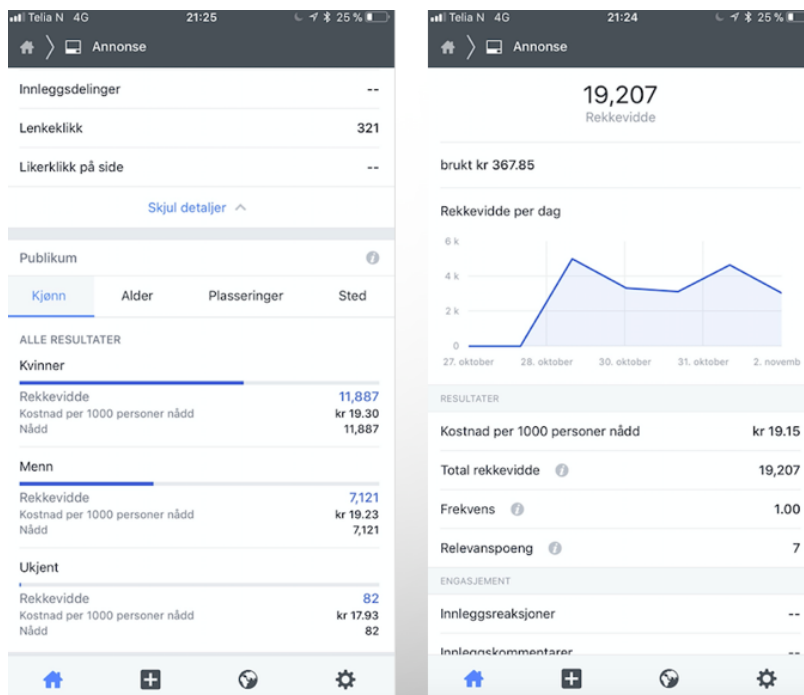 Telia N 4G 21:25 25 %
Annonse
Innleggsdelinger --
Lenkeklikk 321
Likerklikk på side --
Skjul detaljer
Publikum
Kjønn Alder Plasseringer Sted
ALLE RESULTATER
Kvinner
Rekkevidde 11,887
Kostnad per 1000 personer nådd kr 19.30
Nådd 11,887
Menn
Rekkevidde 7,121
Kostnad per 1000 personer nådd kr 19.23
Nådd 7,121
Ukjent
Rekkevidde 82
Kostnad per 1000 personer nådd kr 17.93
Nådd 82
Telia N 4G 21:24 25 %
Annonse
19,207
Rekkevidde
brukt kr 367.85
Rekkevidde per dag
6 k
4 k
2 k
0
27. oktober 28. oktober 30. oktober 31. oktober 2. novemb
RESULTATER
Kostnad per 1000 personer nådd kr 19.15
Total rekkevidde 19,207
Frekvens 1.00
Relevanspoeng 7
ENGASJEMENT
Innleggsreaksjoner --
Innleggskommentarer --